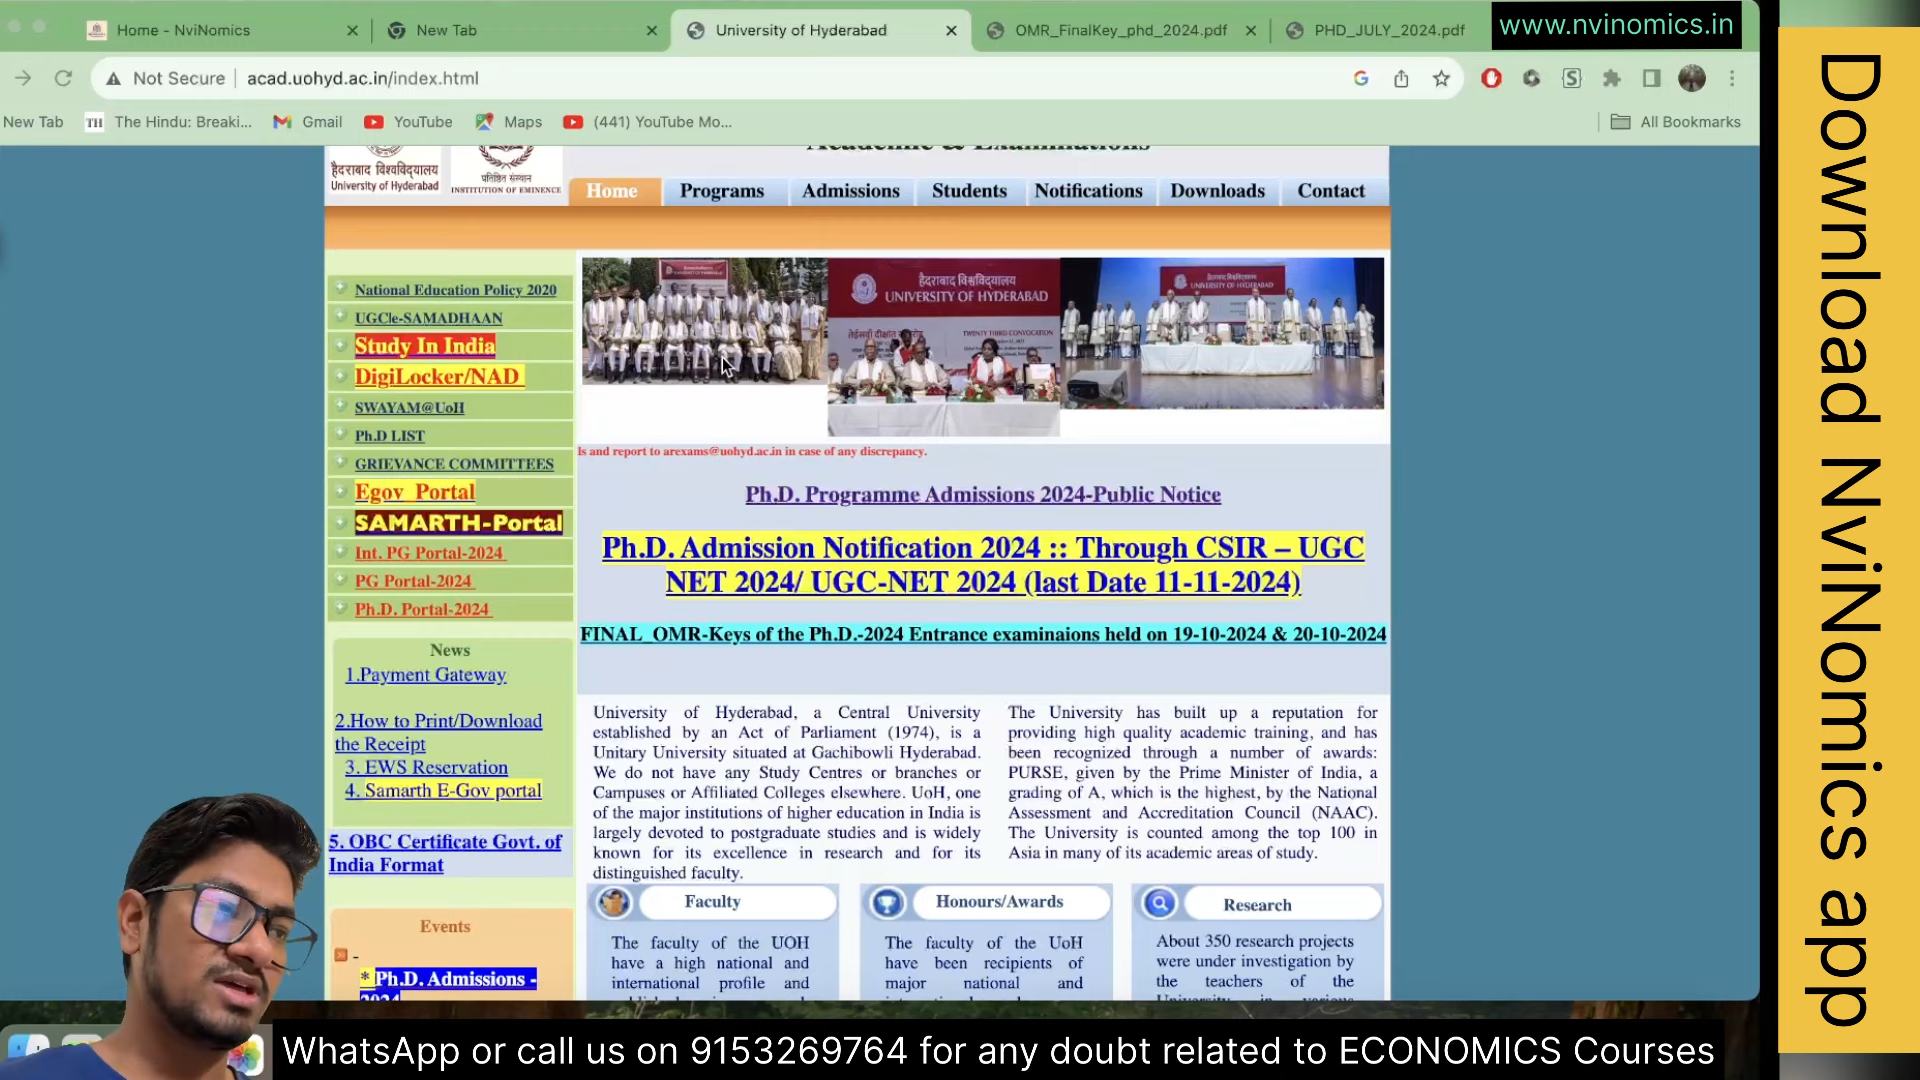 Home - NviNomics
New Tab
University of Hyderabad
OMR_FinalKey_phd_2024.pdf
PHD_JULY_2024.pdf
www.nvinomics.in
Not Secure
acad.uohyd.ac.in/index.html
New Tab
TH The Hindu: Breaki...
Gmail
YouTube
Maps
(441) YouTube Mo...
All Bookmarks
Academic & Examinations
हैदराबाद विश्वविद्यालय
University of Hyderabad
प्रतिष्ठित संस्थान
INSTITUTION OF EMINENCE
Home
Programs
Admissions
Students
Notifications
Downloads
Contact
National Education Policy 2020
UGC|e-SAMADHAAN
Study In India
DigiLocker/NAD
SWAYAM@UoH
Ph.D LIST
GRIEVANCE COMMITTEES
Egov_Portal
SAMARTH-Portal
Int. PG Portal-2024
PG Portal-2024
Ph.D. Portal-2024
News
1.Payment Gateway
2.How to Print/Download
the Receipt
3. EWS Reservation
4. Samarth E-Gov portal
5. OBC Certificate Govt. of
India Format
Events
-
* Ph.D. Admissions -
2024
हैदराबाद विश्वविद्यालय
UNIVERSITY OF HYDERABAD
TWENTY THIRD CONVOCATION
ls and report to arexams@uohyd.ac.in in case of any discrepancy.
Ph.D. Programme Admissions 2024-Public Notice
Ph.D. Admission Notification 2024 :: Through CSIR – UGC
NET 2024/ UGC-NET 2024 (last Date 11-11-2024)
FINAL_OMR-Keys of the Ph.D.-2024 Entrance examinaions held on 19-10-2024 & 20-10-2024
University of Hyderabad, a Central University
established by an Act of Parliament (1974), is a
Unitary University situated at Gachibowli Hyderabad.
We do not have any Study Centres or branches or
Campuses or Affiliated Colleges elsewhere. UoH, one
of the major institutions of higher education in India is
largely devoted to postgraduate studies and is widely
known for its excellence in research and for its
distinguished faculty.
The University has built up a reputation for
providing high quality academic training, and has
been recognized through a number of awards:
PURSE, given by the Prime Minister of India, a
grading of A, which is the highest, by the National
Assessment and Accreditation Council (NAAC).
The University is counted among the top 100 in
Asia in many of its academic areas of study.
Faculty
The faculty of the UOH
have a high national and
international profile and
Honours/Awards
The faculty of the UoH
have been recipients of
major national and
Research
About 350 research projects
were under investigation by
the teachers of the
University in various
WhatsApp or call us on 9153269764 for any doubt related to ECONOMICS Courses
Download NviNomics app